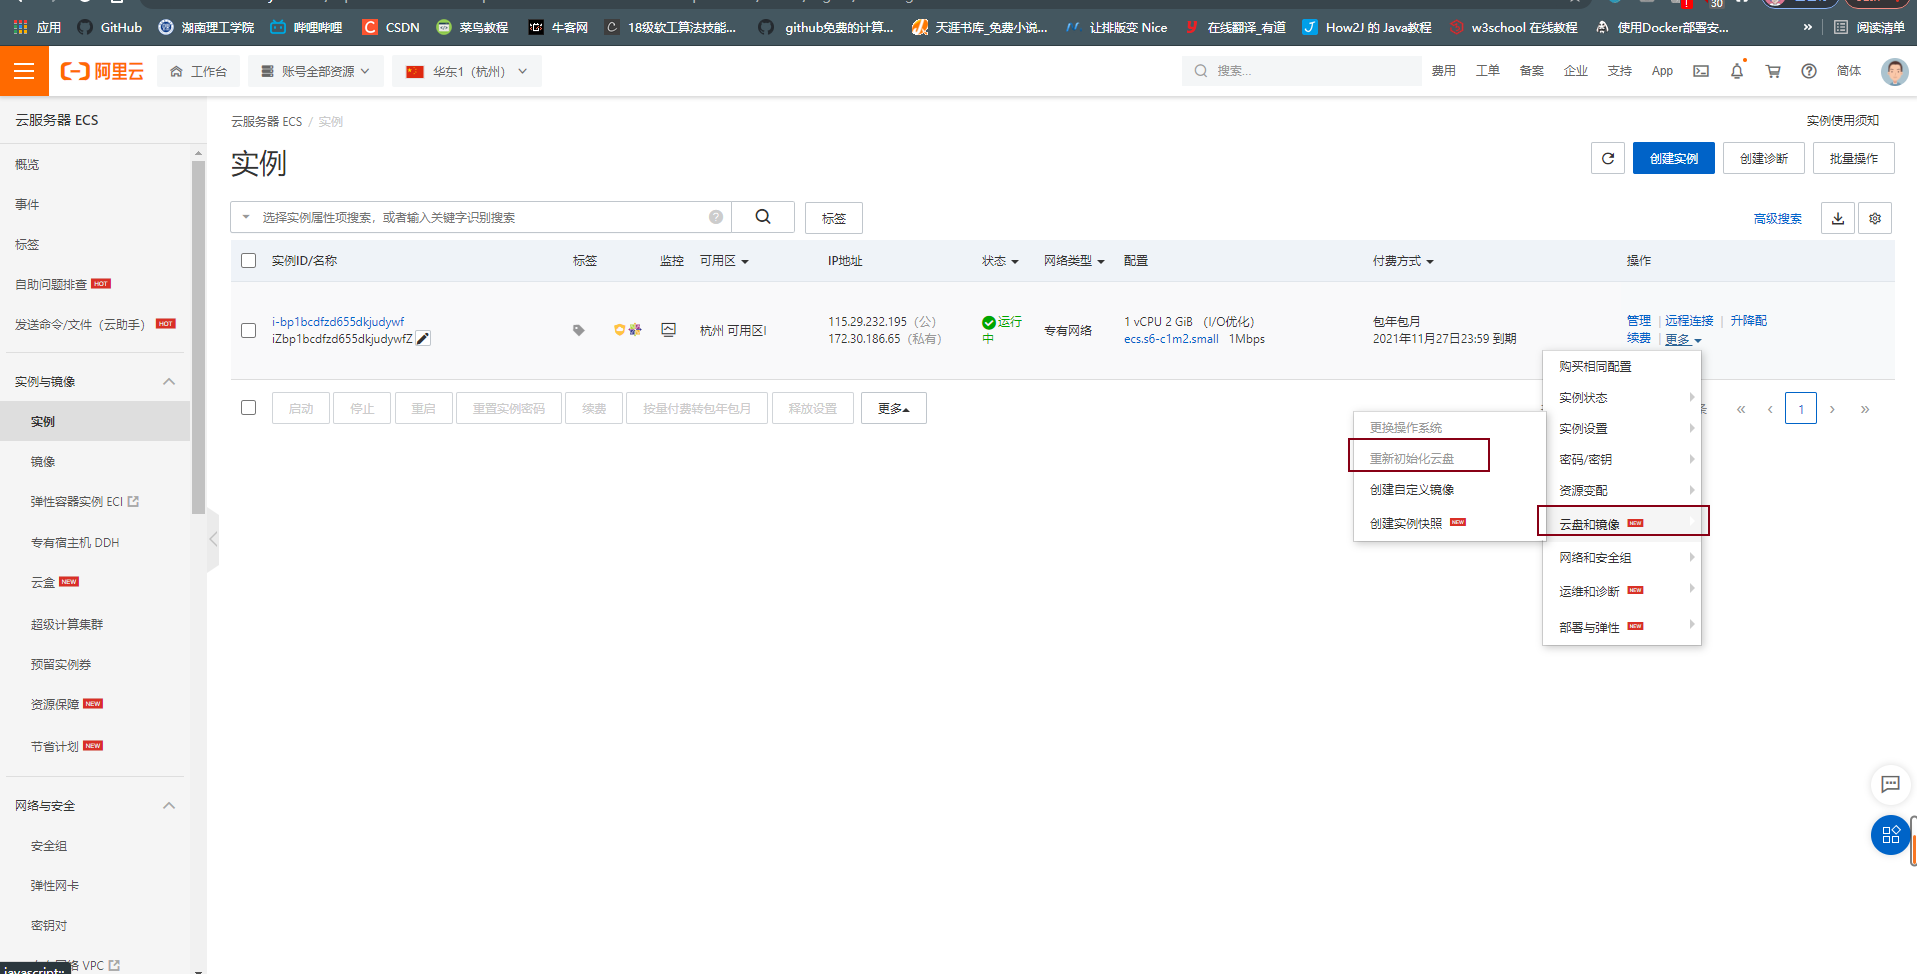 应用 GitHub 湖南理工学院 哔哩哔哩 CSDN 菜鸟教程 牛客网 18级软工算法技能... github免费的计算... 天涯书库_免费小说... 让排版变 Nice 在线翻译_有道 How2J 的 Java教程 w3school 在线教程 使用Docker部署安... » 阅读清单
阿里云 工作台 账号全部资源 华东1（杭州） 搜索... 费用 工单 备案 企业 支持 App 简体
云服务器 ECS
概览
事件
标签
自助问题排查 HOT
发送命令/文件（云助手） HOT
实例与镜像
实例
镜像
弹性容器实例 ECI
专有宿主机 DDH
云盒 NEW
超级计算集群
预留实例券
资源保障 NEW
节省计划 NEW
网络与安全
安全组
弹性网卡
密钥对
VPC
云服务器 ECS / 实例
实例使用须知
实例
创建实例 创建诊断 批量操作
选择实例属性项搜索，或者输入关键字识别搜索 标签 高级搜索
实例ID/名称 标签 监控 可用区 IP地址 状态 网络类型 配置 付费方式 操作
i-bp1bcdfzd655dkjudywf
iZbp1bcdfzd655dkjudywfZ
杭州 可用区I
115.29.232.195 （公）
172.30.186.65 （私有）
运行
中
专有网络
1 vCPU 2 GiB （I/O优化）
ecs.s6-c1m2.small 1Mbps
包年包月
2021年11月27日23:59 到期
管理 | 远程连接 | 升降配
续费 | 更多
启动 停止 重启 重置实例密码 续费 按量付费转包年包月 释放设置 更多
« ‹ 1 › »
购买相同配置
实例状态
实例设置
密码/密钥
资源变配
云盘和镜像 NEW
网络和安全组
运维和诊断 NEW
部署与弹性 NEW
更换操作系统
重新初始化云盘
创建自定义镜像
创建实例快照 NEW
30
javascript:;